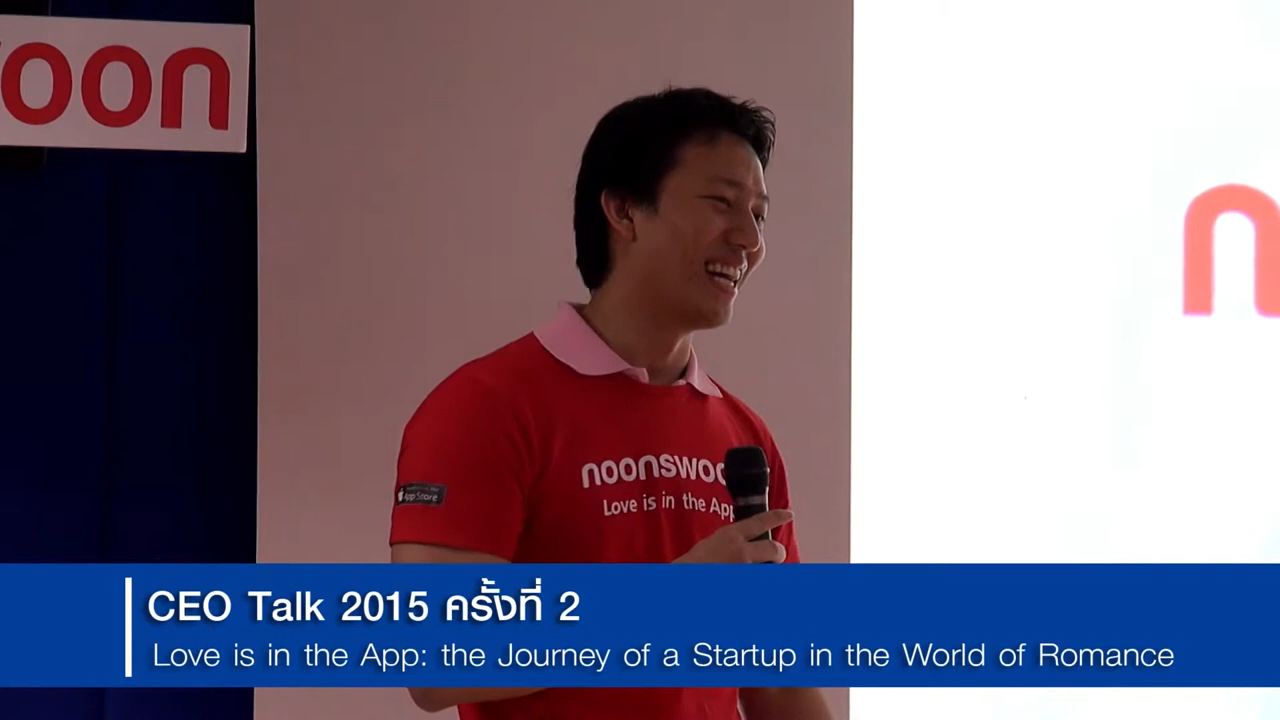 oon
n
noonswoo
Love is in the App
App Store
CEO Talk 2015 ครั้งที่ 2
Love is in the App: the Journey of a Startup in the World of Romance